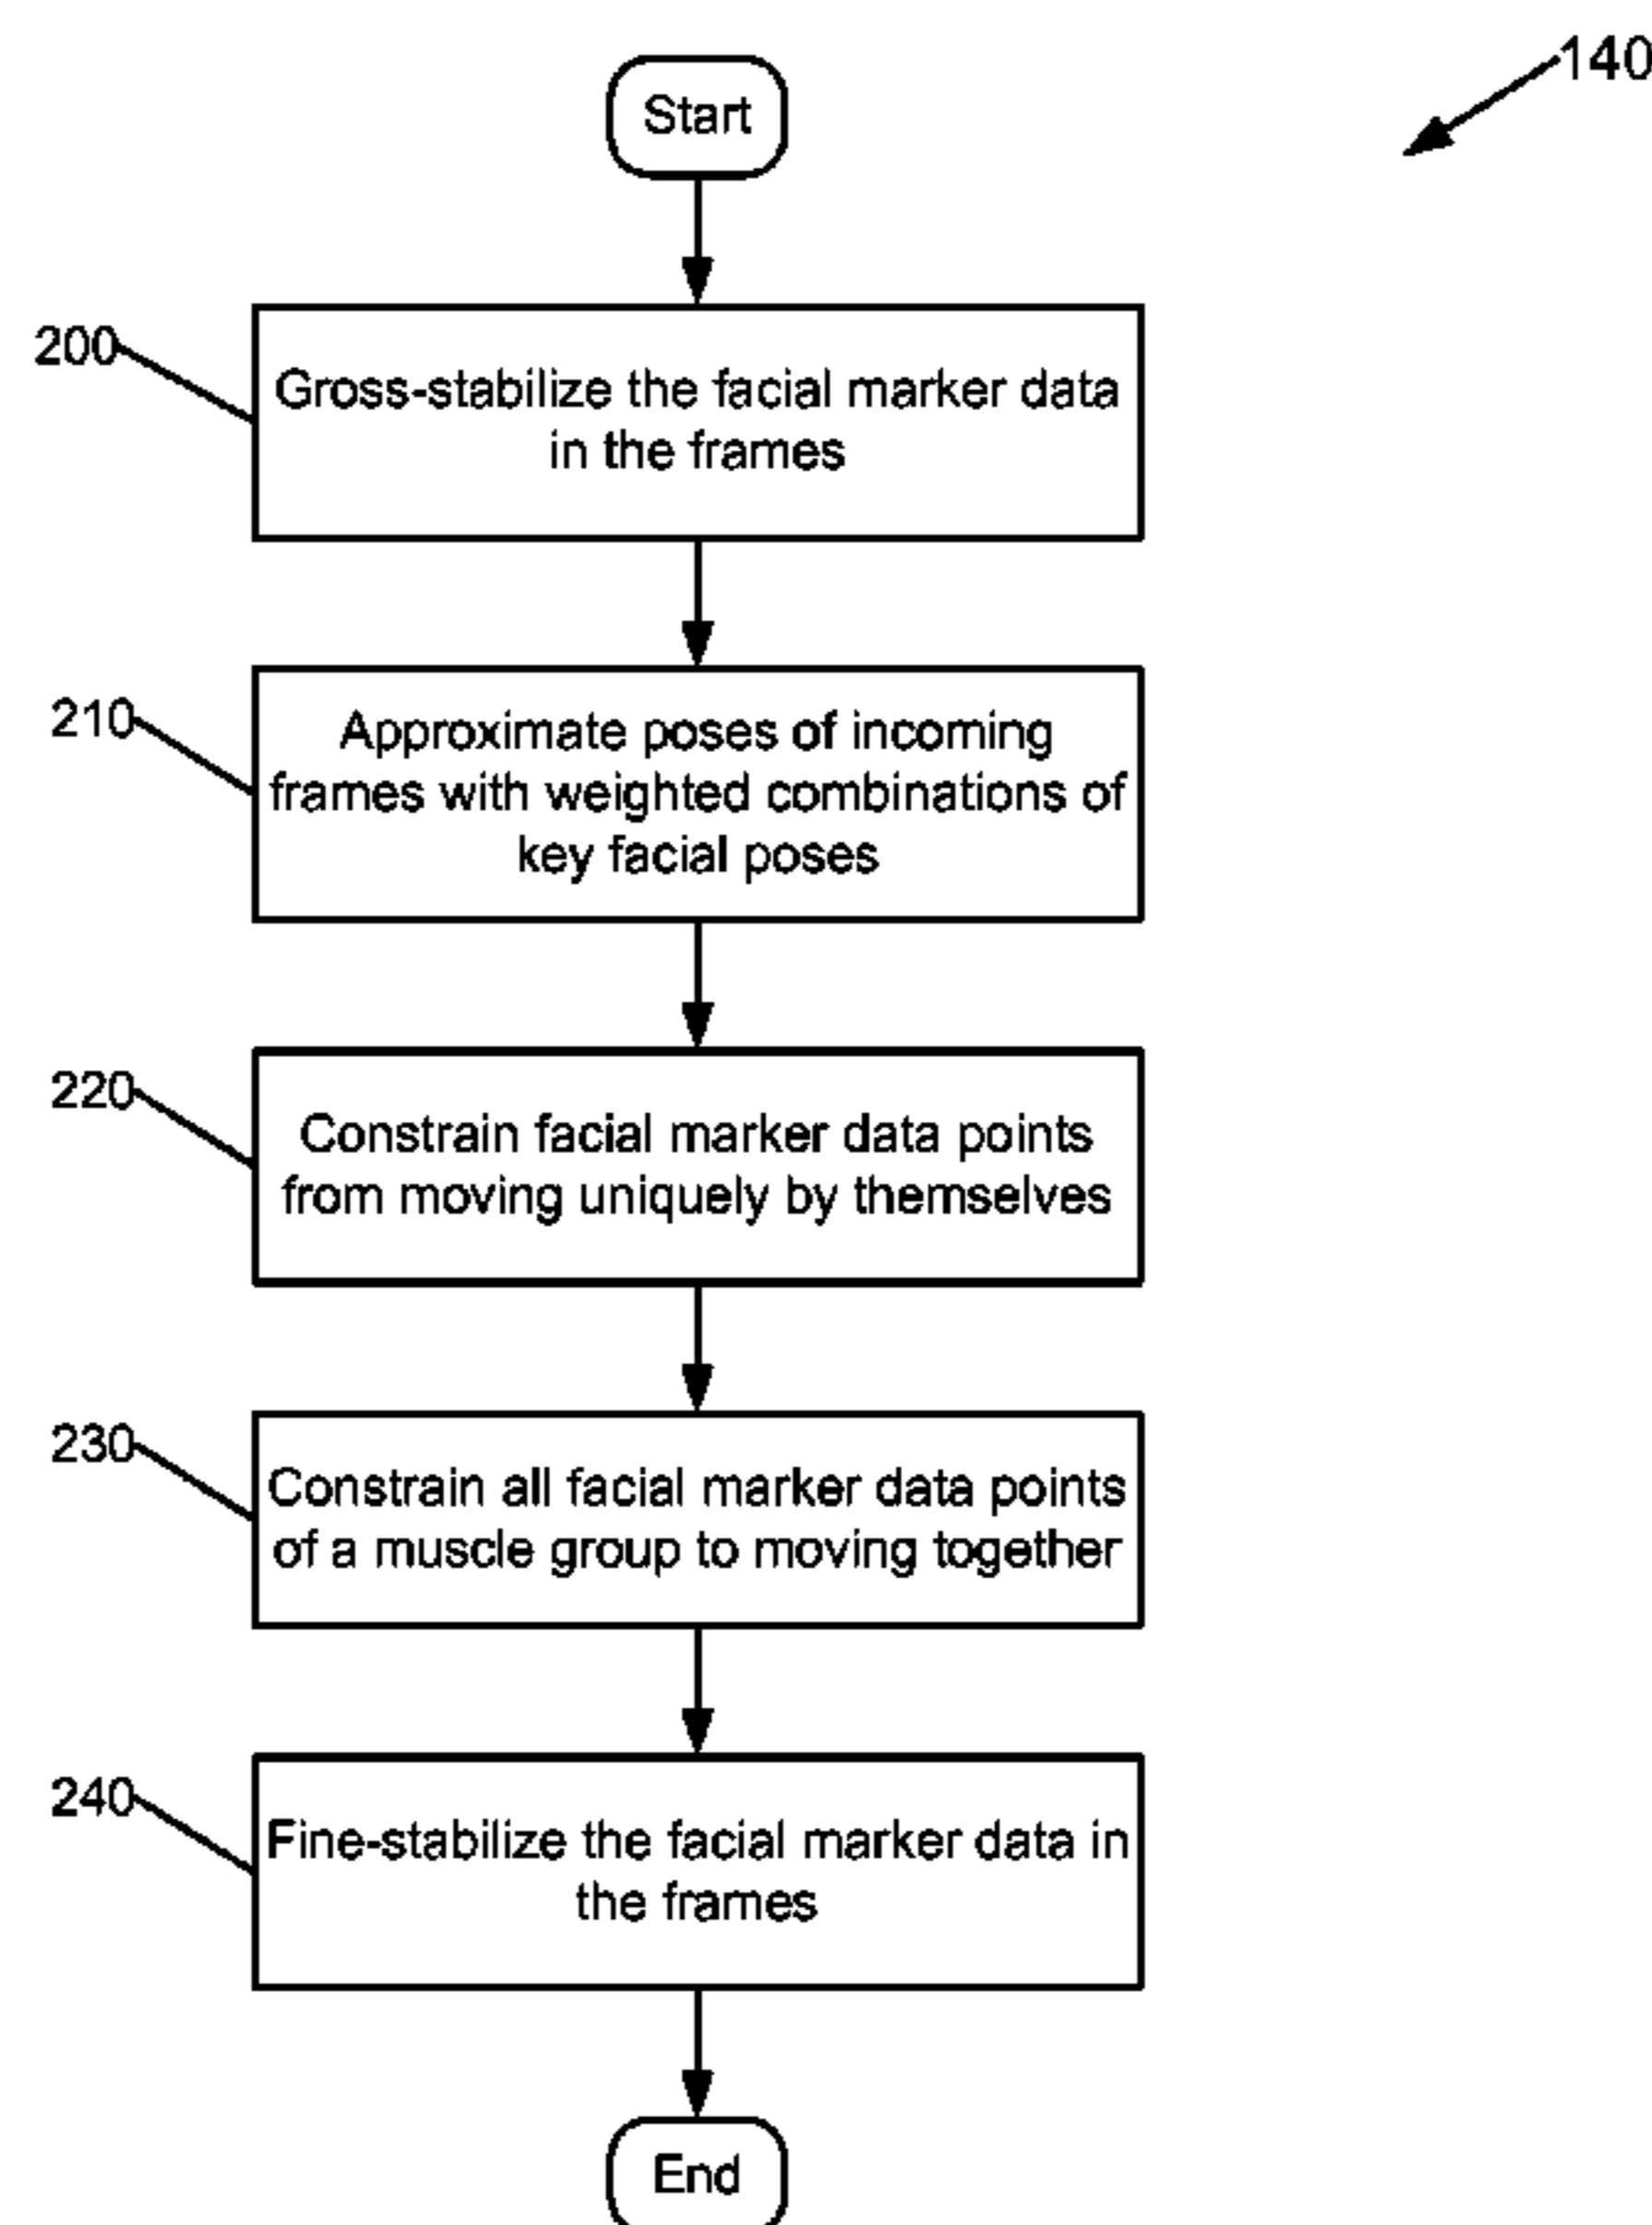 140
Start
200
Gross-stabilize the facial marker data
in the frames
210
Approximate poses of incoming
frames with weighted combinations of
key facial poses
220
Constrain facial marker data points
from moving uniquely by themselves
230
Constrain all facial marker data points
of a muscle group to moving together
240
Fine-stabilize the facial marker data in
the frames
End